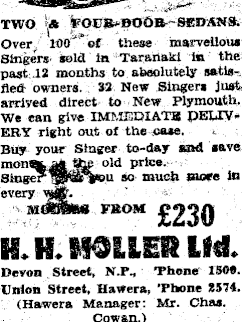 TWO & FOUR-DOOR SEDANS.
Over 100 of these marvellous
Singers sold in Taranaki in the
past 12 months to absolutely satis-
fied owners. 32 New Singers just
arrived direct to New Plymouth.
We can give IMMEDIATE DELIV-
ERY right out of the case.
Buy your Singer to-day and save
money at the old price.
Singer you so much more in
every way.
MODELS FROM £230
H. H. MOLLER Ltd.
Devon Street, N.P., 'Phone 1500.
Union Street, Hawera, 'Phone 2574.
(Hawera Manager: Mr. Chas.
Cowan.)